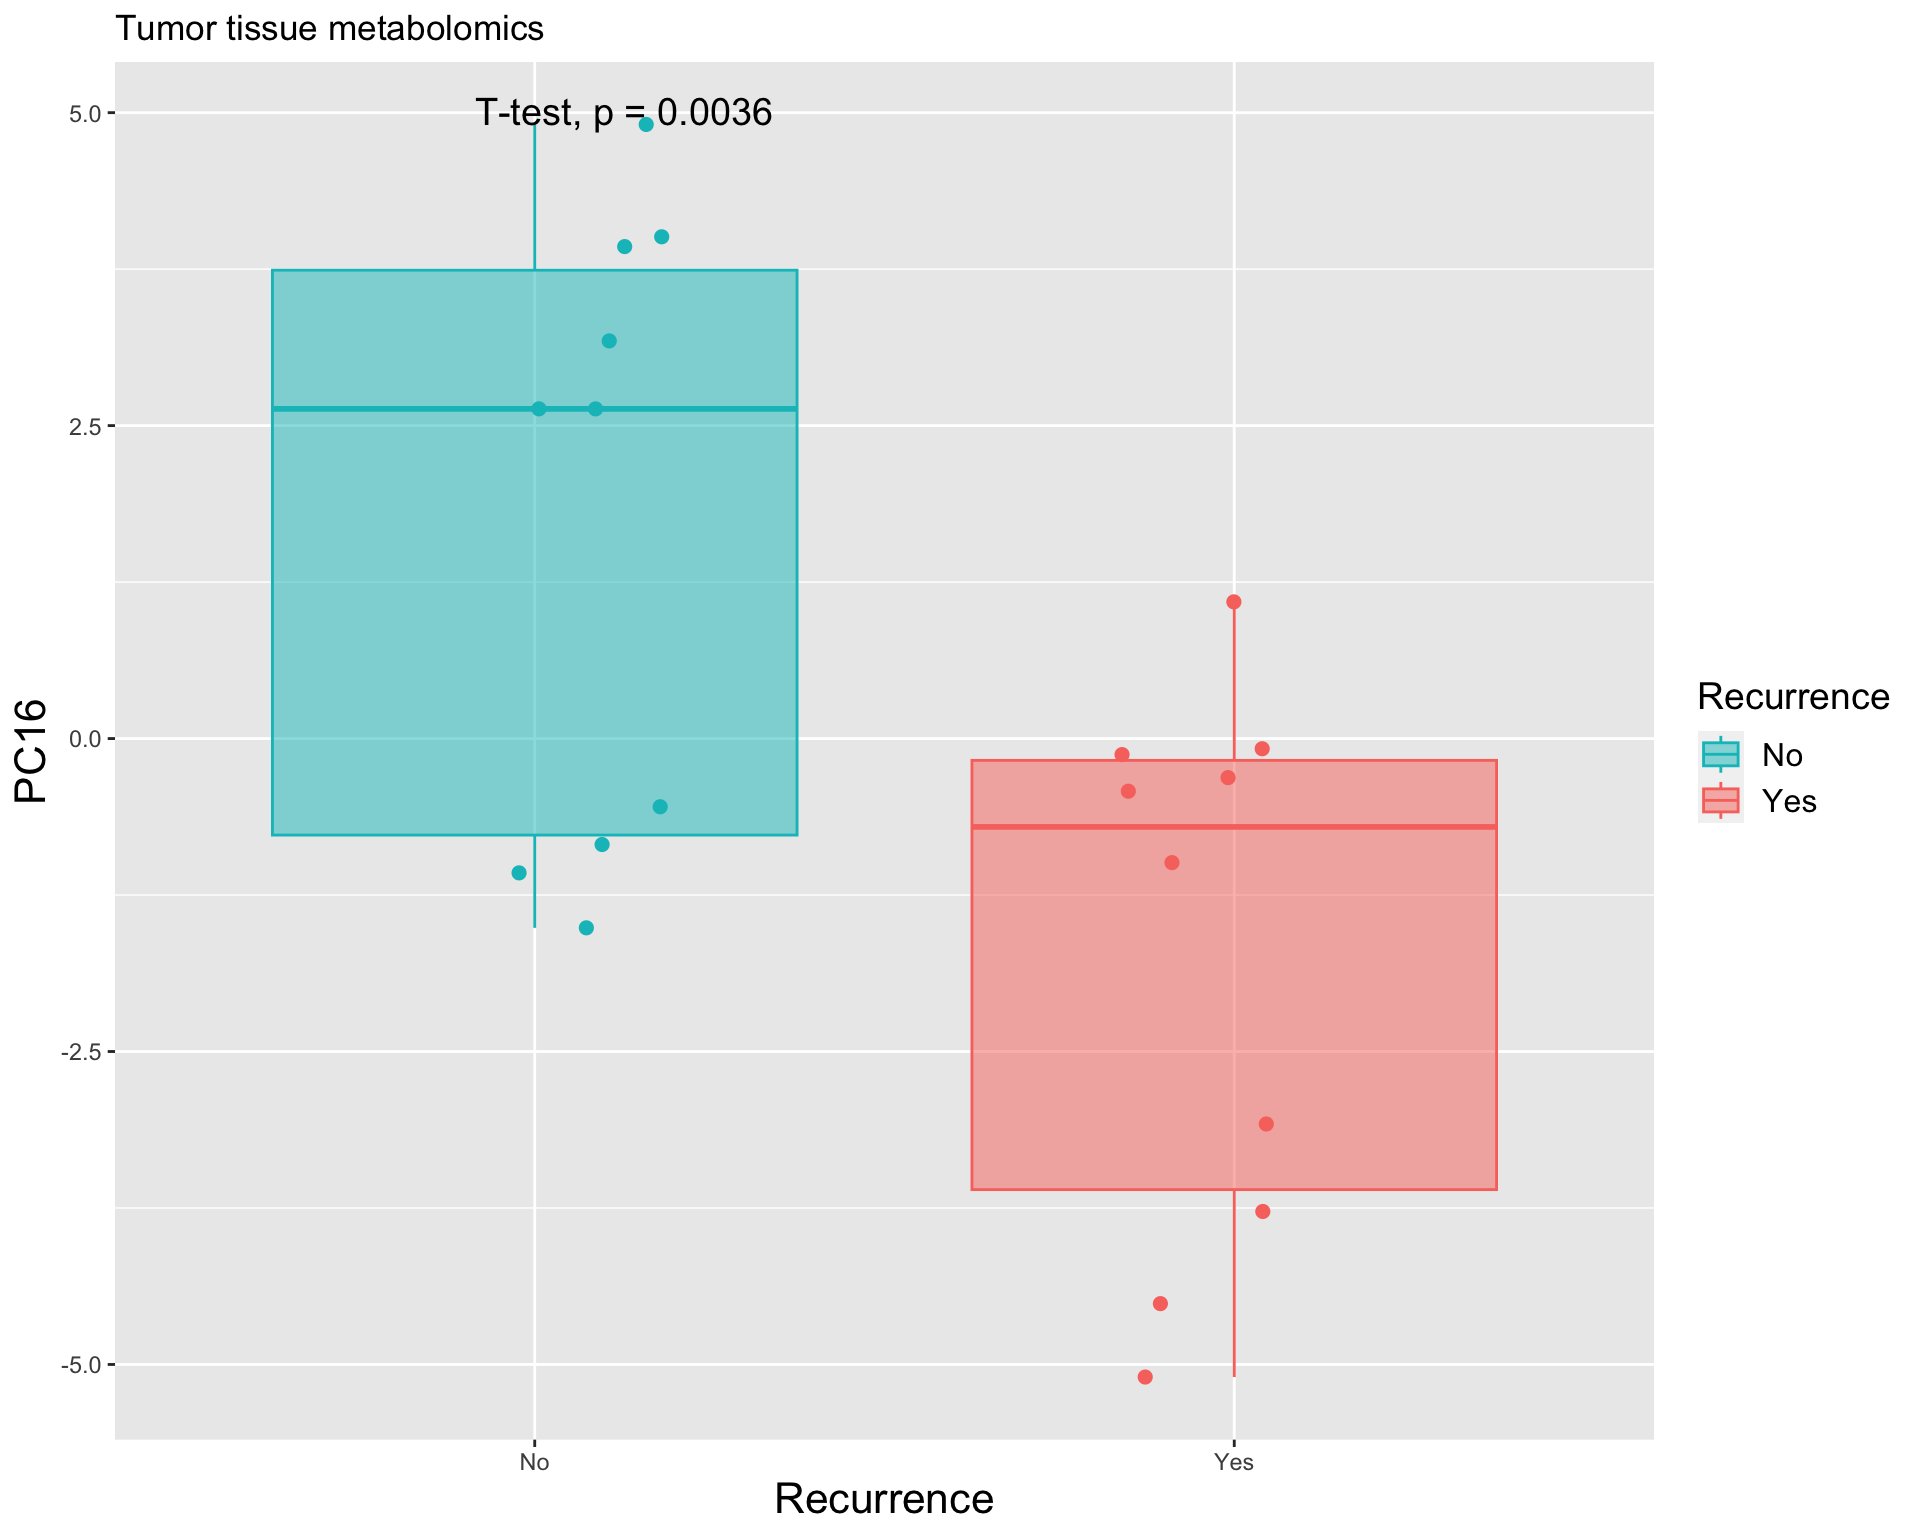 Tumor tissue metabolomics
T-test, p = 0.0036
5.0
2.5
0.0
-2.5
-5.0
PC16
No
Yes
Recurrence
Recurrence
No
Yes